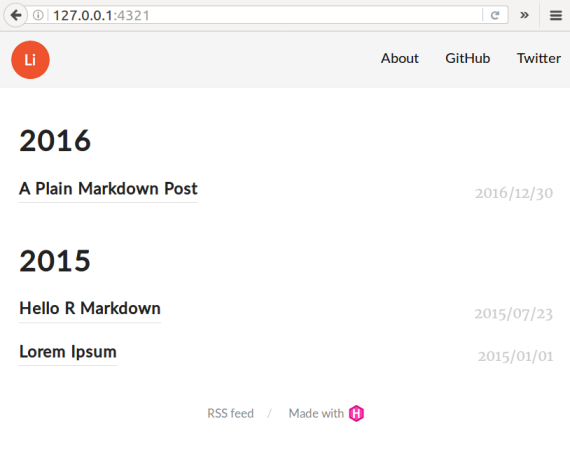 127.0.0.1:4321
Li
About GitHub Twitter
2016
A Plain Markdown Post 2016/12/30
2015
Hello R Markdown 2015/07/23
Lorem Ipsum 2015/01/01
RSS feed / Made with H